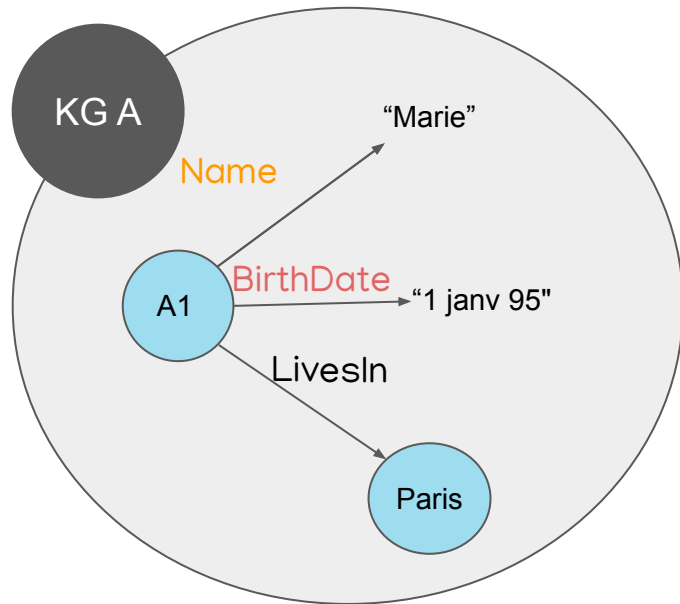 KG A
“Marie”
Name
BirthDate
A1
“1 janv 95"
LivesIn
Paris